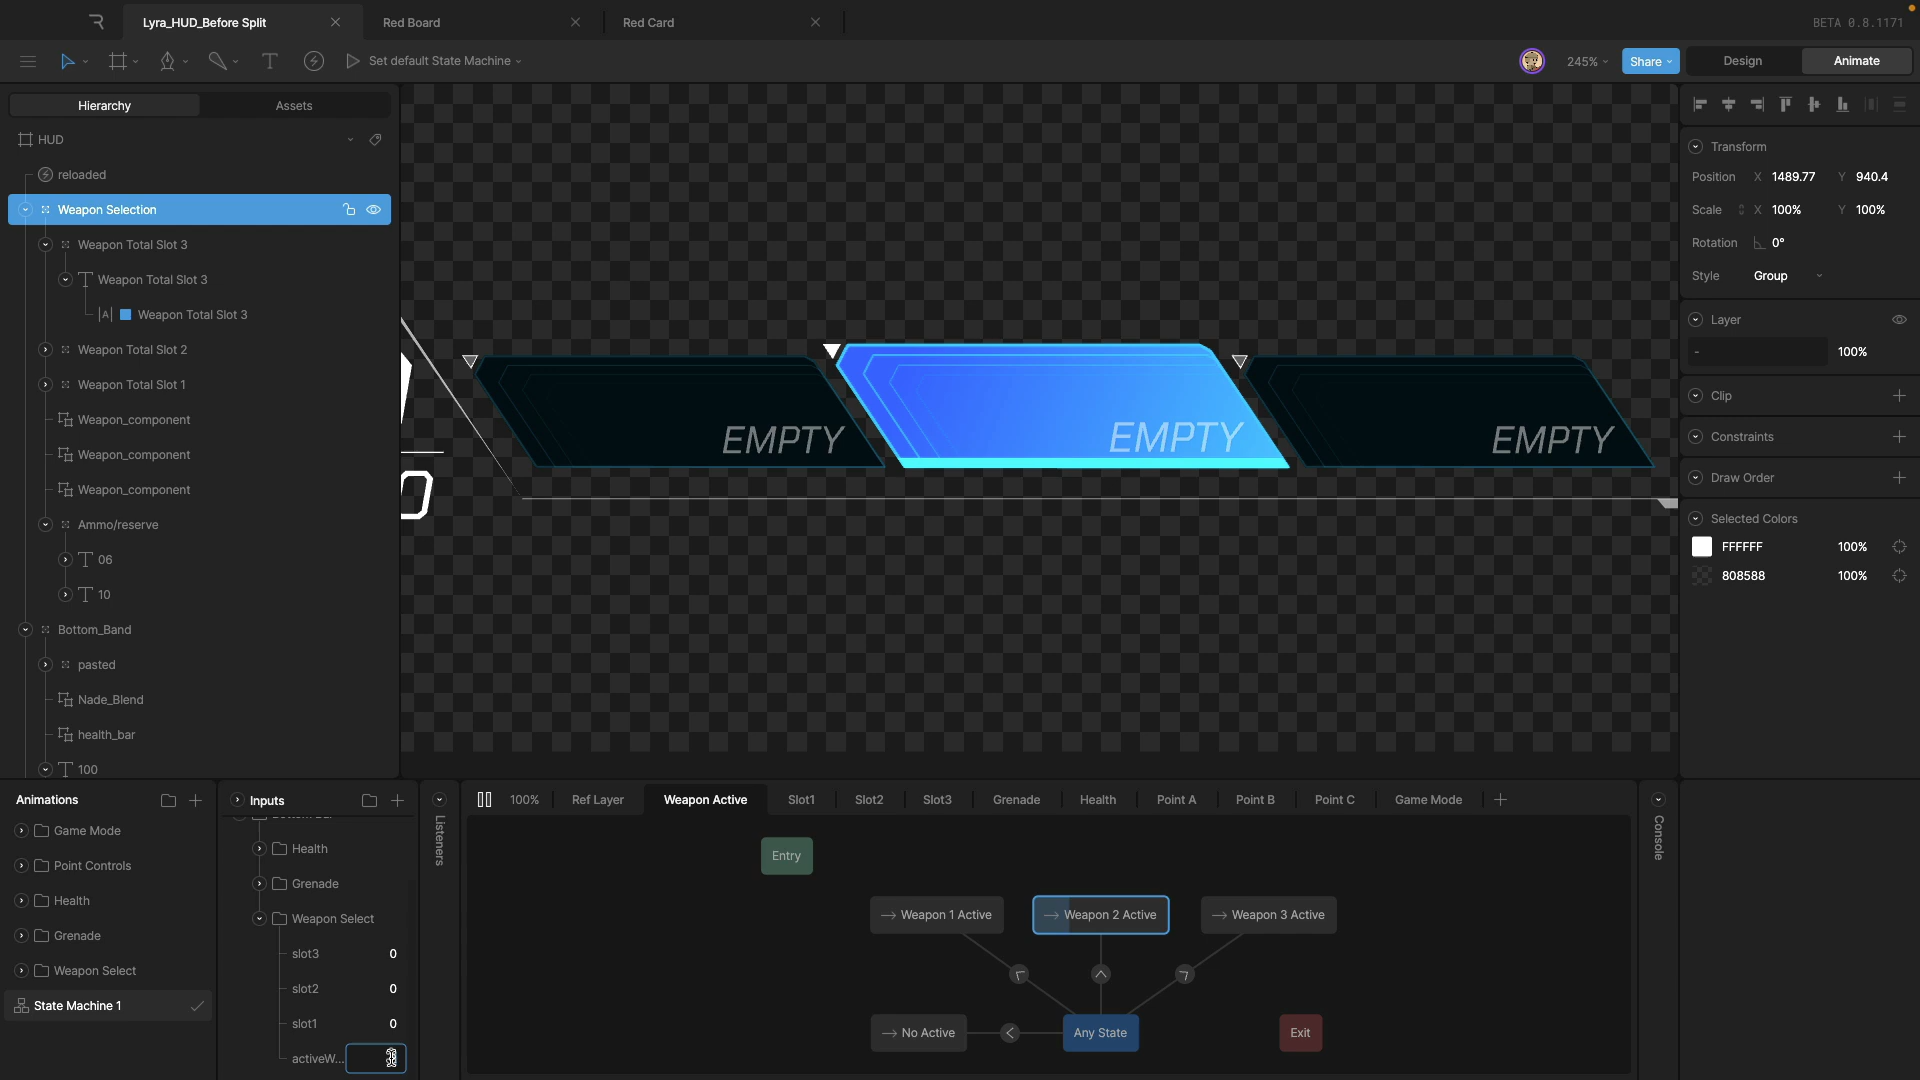 Lyra_HUD_Before Split
Red Board
Red Card
BETA 0.8.1171
Set default State Machine
245%
Share
Design
Animate
Hierarchy
Assets
HUD
reloaded
Weapon Selection
Weapon Total Slot 3
Weapon Total Slot 3
Weapon Total Slot 3
Weapon Total Slot 2
Weapon Total Slot 1
Weapon_component
Weapon_component
Weapon_component
Ammo/reserve
06
10
Bottom_Band
pasted
Nade_Blend
health_bar
100
EMPTY
EMPTY
EMPTY
0
Transform
Position X 1489.77 Y 940.4
Scale X 100% Y 100%
Rotation 0°
Style Group
Layer
- 100%
Clip
Constraints
Draw Order
Selected Colors
FFFFFF 100%
808588 100%
Animations
Game Mode
Point Controls
Health
Grenade
Weapon Select
State Machine 1
Inputs
Health
Grenade
Weapon Select
slot3 0
slot2 0
slot1 0
activeW...
Listeners
100%
Ref Layer
Weapon Active
Slot1
Slot2
Slot3
Grenade
Health
Point A
Point B
Point C
Game Mode
Entry
Weapon 1 Active
Weapon 2 Active
Weapon 3 Active
No Active
Any State
Exit
Console